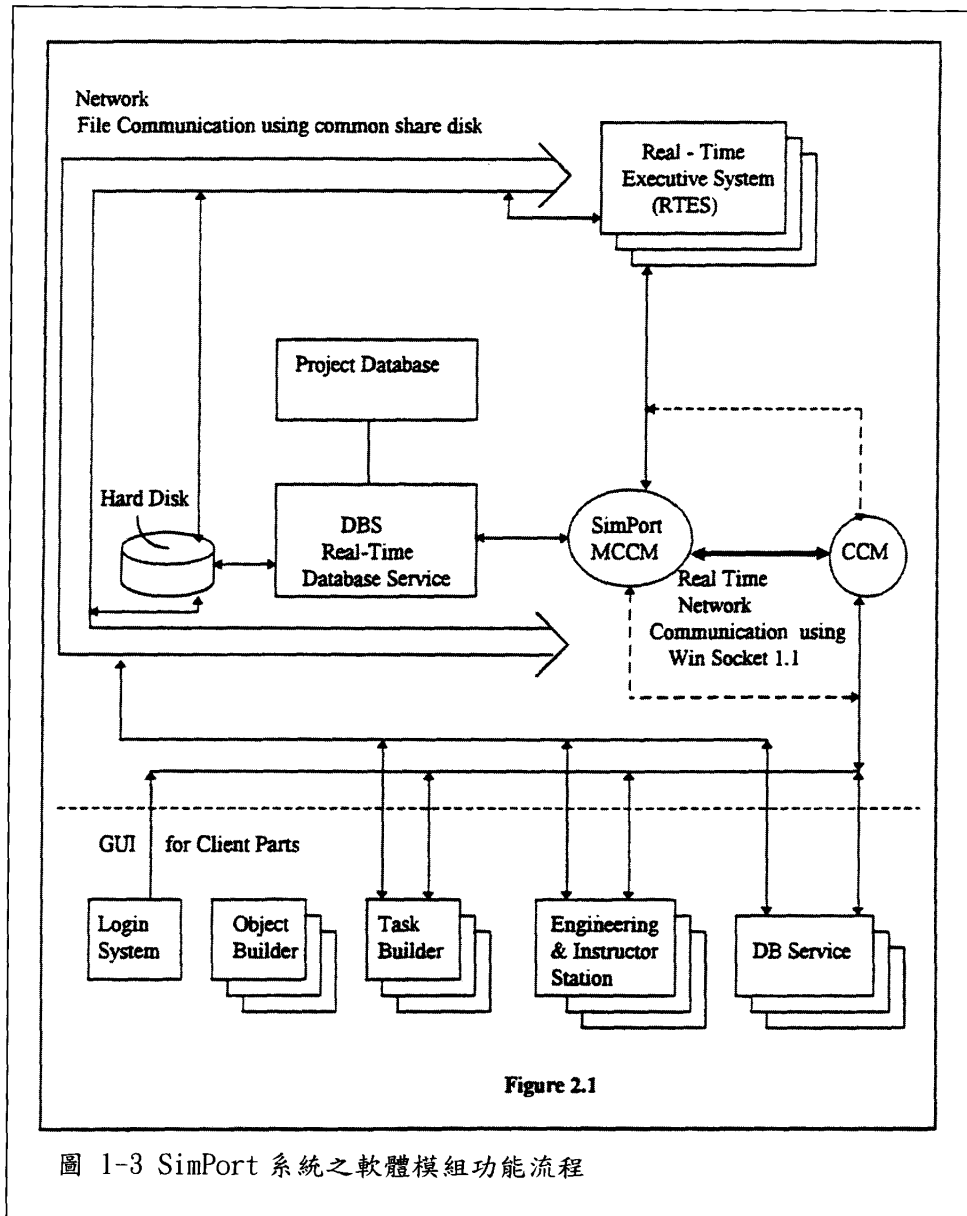 Network
File Communication using common share disk
Real - Time
Executive System
(RTES)
Project Database
Hard Disk
DBS
Real-Time
Database Service
SimPort
MCCM
CCM
Real Time
Network
Communication using
Win Socket 1.1
GUI for Client Parts
Login
System
Object
Builder
Task
Builder
Engineering
& Instructor
Station
DB Service
Figure 2.1
圖 1-3 SimPort 系統之軟體模組功能流程